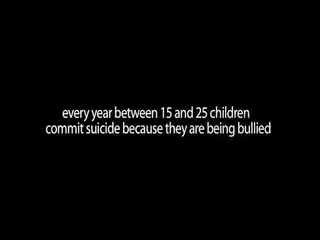 every year between 15 and 25 children
commit suicide because they are being bullied